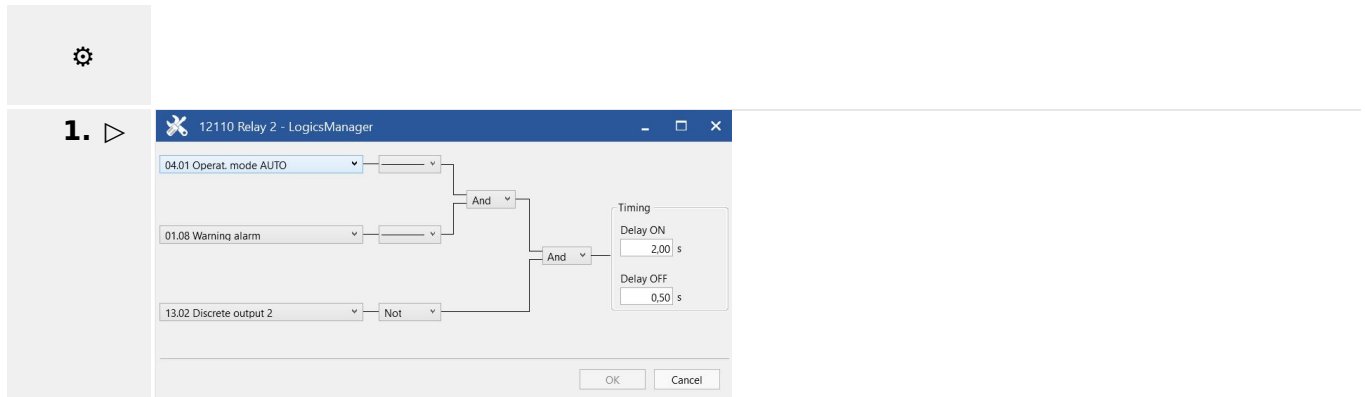 1. ▷
12110 Relay 2 - LogicsManager
04.01 Operat. mode AUTO
And
Timing
Delay ON
01.08 Warning alarm
2,00 s
And
Delay OFF
0,50 s
13.02 Discrete output 2
Not
OK
Cancel